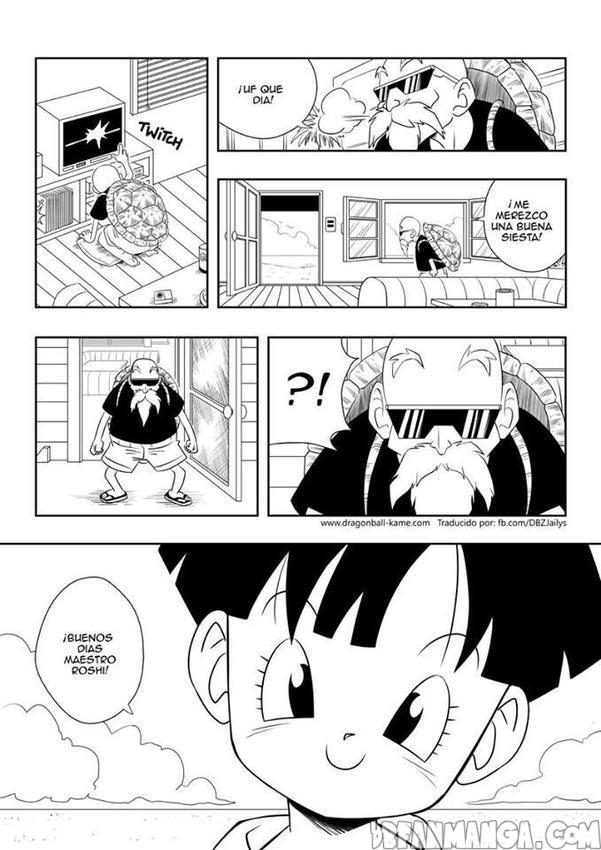 TWITCH
¡UF QUE
DIA!
¡ME
MEREZCO
UNA BUENA
SIESTA!
?!
www.dragonball-kame.com Traducido por: fb.com/DBZJailys
¡BUENOS
DIAS
MAESTRO
ROSHI!
DBFANMANGA.COM